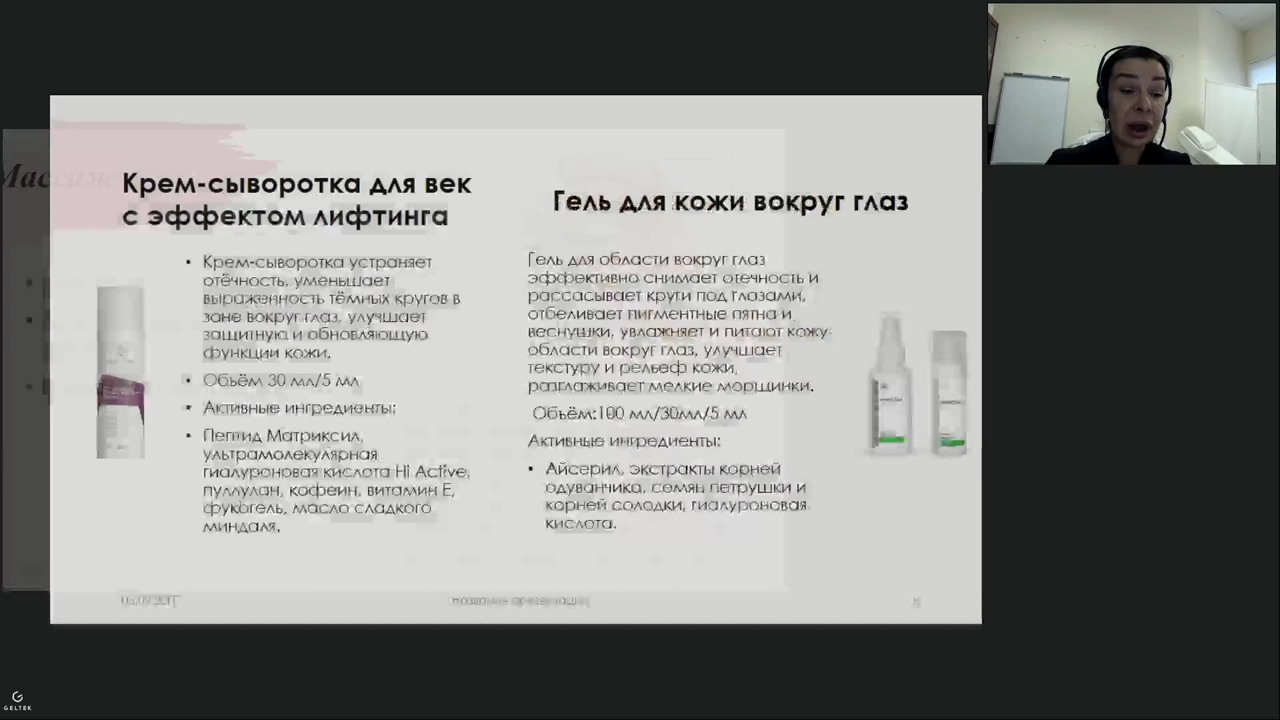 Массаж
Крем-сыворотка для век
с эффектом лифтинга
• Крем-сыворотка устраняет
отёчность, уменьшает
выраженность тёмных кругов в
зане вокруг глаз, улучшает
защитную и обновляющую
функции кожи.
• Объём 30 мл/5 мл
• Активные ингредиенты:
• Пептид Матриксил,
ультрамолекулярная
гиалуроновая кислота Hi Active,
пуллулан, кофеин, витамин Е,
фукогель, масло сладкого
миндаля.
Гель для кожи вокруг глаз
Гель для области вокруг глаз
эффективно снимает отечность и
рассасывает круги под глазами,
отбеливает пигментные пятна и
веснушки, увлажняет и питают кожу
области вокруг глаз, улучшает
текстуру и рельеф кожи,
разглаживает мелкие морщинки.
Объём:100 мл/30мл/5 мл
Активные ингредиенты:
• Айсерил, экстракты корней
одуванчика, семян петрушки и
корней солодки, гиалуроновая
кислота.
Название презентации
GELTEK